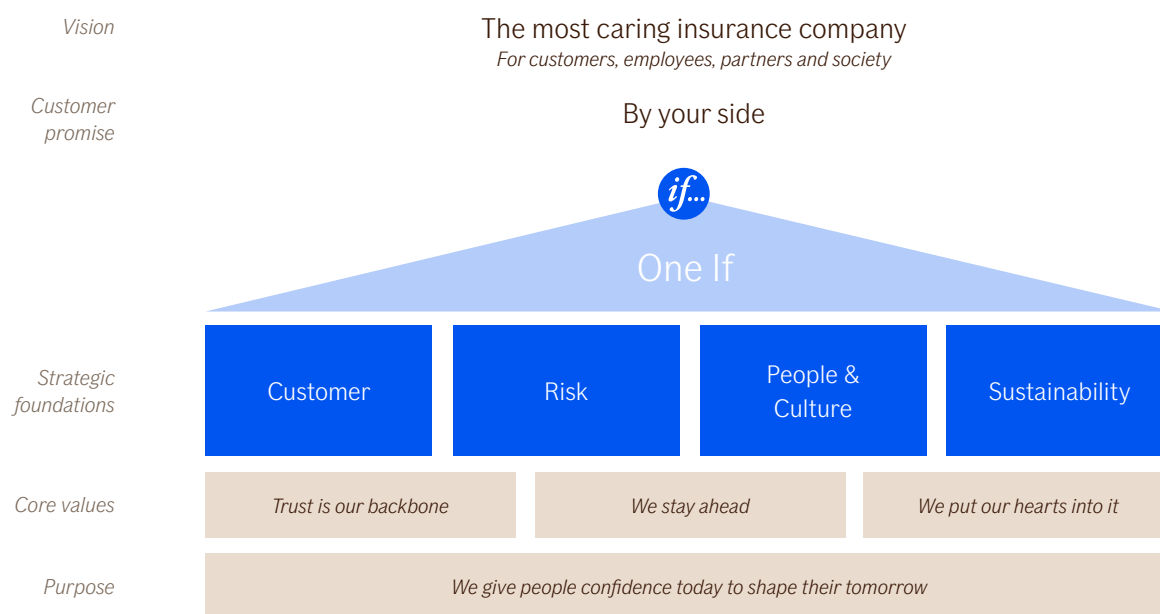 Vision
The most caring insurance company
For customers, employees, partners and society
Customer
promise
By your side
if...
One If
Strategic
foundations
Customer
Risk
People &
Culture
Sustainability
Core values
Trust is our backbone
We stay ahead
We put our hearts into it
Purpose
We give people confidence today to shape their tomorrow